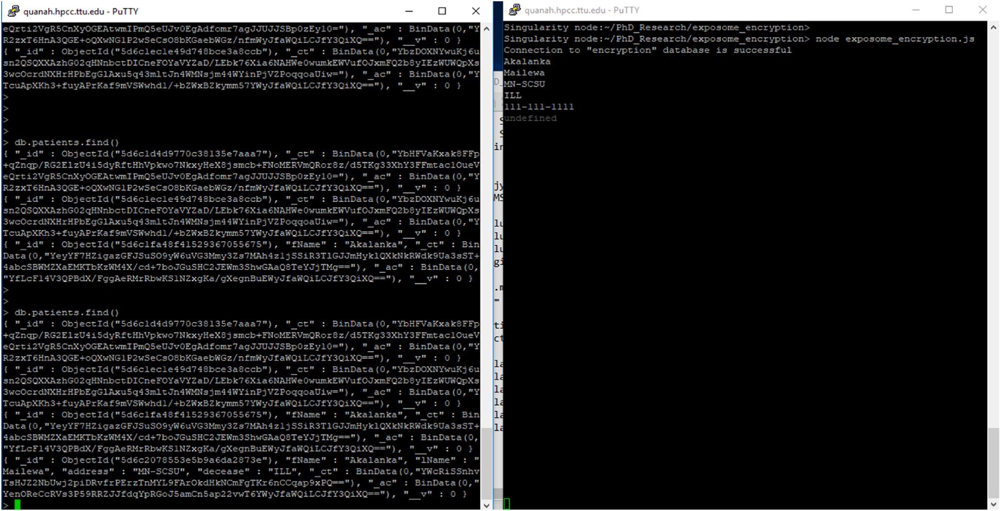 quanah.hpcc.ttu.edu - PuTTY
eQrti2VgR5CnXyOGEAtwmIPmQ5eUJv0EgAdfomr7agJJUJJSBp0zEyl0="), "_ac" : BinData(0,"Y
R2zxT6HnA3QGE+oQXwNG1P2wSeCsO8bKGaebWGz/nfmWyJfaWQiLCJfY3QiXQ=="), "__v" : 0 }
{ "_id" : ObjectId("5d6c1ec1e49d748bce3a8ccb"), "_ct" : BinData(0,"YbzDOXNYwuKj6u
sn2QSQXXAzhG02qHNnbctDICneFOYaVYZaD/LEbk76Xia6NAHWe0wumkEWVufOJxmFQ2b8yIEzWUWQpXs
3wcOcrdNXHrHPbEgGlAxu5q43mltJn4WMNsjm44WYinPjVZPoqqoaUiw="), "_ac" : BinData(0,"Y
TcuApXKh3+fuyAPrKaf9mVSWwhdl/+bZWxBZkymm57YWyJfaWQiLCJfY3QiXQ=="), "__v" : 0 }
>
>
>
>
> db.patients.find()
{ "_id" : ObjectId("5d6c1d4d9770c38135e7aaa7"), "_ct" : BinData(0,"YbHFVaKxak8FFp
+qZnqp/RG2ElzU4i5dyRftHhVpkwo7NkxyHeX8jsmcb+FNoMERVmQRor8z/d5TKg33XhY3FFmtaclOueV
eQrti2VgR5CnXyOGEAtwmIPmQ5eUJv0EgAdfomr7agJJUJJSBp0zEyl0="), "_ac" : BinData(0,"Y
R2zxT6HnA3QGE+oQXwNG1P2wSeCsO8bKGaebWGz/nfmWyJfaWQiLCJfY3QiXQ=="), "__v" : 0 }
{ "_id" : ObjectId("5d6c1ec1e49d748bce3a8ccb"), "_ct" : BinData(0,"YbzDOXNYwuKj6u
sn2QSQXXAzhG02qHNnbctDICneFOYaVYZaD/LEbk76Xia6NAHWe0wumkEWVufOJxmFQ2b8yIEzWUWQpXs
3wcOcrdNXHrHPbEgGlAxu5q43mltJn4WMNsjm44WYinPjVZPoqqoaUiw="), "_ac" : BinData(0,"Y
TcuApXKh3+fuyAPrKaf9mVSWwhdl/+bZWxBZkymm57YWyJfaWQiLCJfY3QiXQ=="), "__v" : 0 }
{ "_id" : ObjectId("5d6c1fa48f41529367055675"), "fName" : "Akalanka", "_ct" : Bin
Data(0,"YeyYF7HZigazGFJSuSO9yW6uVG3Mmy3Zs7MAh4zljSSiR3TlGJJmHyklQXkNkRWdk9Ua3sST+
4abcSBWMZXaEMKTbKzWM4X/cd+7boJGuSHC2JEWm3ShwGAaQ8TeYJjTMg=="), "_ac" : BinData(0,
"YfLcFl4V3QPBdX/FggAeRMrRbwKSlNZxgKa/gXegnBuEWyJfaWQiLCJfY3QiXQ=="), "__v" : 0 }
>
>
> db.patients.find()
{ "_id" : ObjectId("5d6c1d4d9770c38135e7aaa7"), "_ct" : BinData(0,"YbHFVaKxak8FFp
+qZnqp/RG2ElzU4i5dyRftHhVpkwo7NkxyHeX8jsmcb+FNoMERVmQRor8z/d5TKg33XhY3FFmtaclOueV
eQrti2VgR5CnXyOGEAtwmIPmQ5eUJv0EgAdfomr7agJJUJJSBp0zEyl0="), "_ac" : BinData(0,"Y
R2zxT6HnA3QGE+oQXwNG1P2wSeCsO8bKGaebWGz/nfmWyJfaWQiLCJfY3QiXQ=="), "__v" : 0 }
{ "_id" : ObjectId("5d6c1ec1e49d748bce3a8ccb"), "_ct" : BinData(0,"YbzDOXNYwuKj6u
sn2QSQXXAzhG02qHNnbctDICneFOYaVYZaD/LEbk76Xia6NAHWe0wumkEWVufOJxmFQ2b8yIEzWUWQpXs
3wcOcrdNXHrHPbEgGlAxu5q43mltJn4WMNsjm44WYinPjVZPoqqoaUiw="), "_ac" : BinData(0,"Y
TcuApXKh3+fuyAPrKaf9mVSWwhdl/+bZWxBZkymm57YWyJfaWQiLCJfY3QiXQ=="), "__v" : 0 }
{ "_id" : ObjectId("5d6c1fa48f41529367055675"), "fName" : "Akalanka", "_ct" : Bin
Data(0,"YeyYF7HZigazGFJSuSO9yW6uVG3Mmy3Zs7MAh4zljSSiR3TlGJJmHyklQXkNkRWdk9Ua3sST+
4abcSBWMZXaEMKTbKzWM4X/cd+7boJGuSHC2JEWm3ShwGAaQ8TeYJjTMg=="), "_ac" : BinData(0,
"YfLcFl4V3QPBdX/FggAeRMrRbwKSlNZxgKa/gXegnBuEWyJfaWQiLCJfY3QiXQ=="), "__v" : 0 }
{ "_id" : ObjectId("5d6c2078553e5b9a6da2873e"), "fName" : "Akalanka", "lName" : "
Mailewa", "address" : "MN-SCSU", "decease" : "ILL", "_ct" : BinData(0,"YWcRiSSnhv
TsHJZ2NbUwj2piDRvfrPErzTnMYL9FArOkdHkNCmFgTKr6nCCqap9xPQ=="), "_ac" : BinData(0,"
YenOReCcRVs3P59RRZJJfdqYpRGoJ5amCn5ap22vwT6YWyJfaWQiLCJfY3QiXQ=="), "__v" : 0 }
>
quanah.hpcc.ttu.edu - PuTTY
Singularity node:~/PhD_Research/exposome_encryption>
Singularity node:~/PhD_Research/exposome_encryption> node exposome_encryption.js
Connection to "encryption" database is successful
Akalanka
Mailewa
MN-SCSU
ILL
111-111-1111
undefined